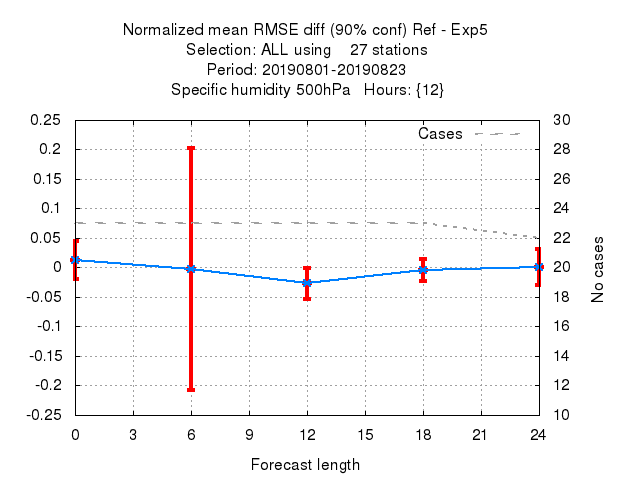 Normalized mean RMSE diff (90% conf) Ref - Exp5
Selection: ALL using    27 stations
Period: 20190801-20190823
Specific humidity 500hPa   Hours: {12}
Cases
0.25
0.2
0.15
0.1
0.05
0
-0.05
-0.1
-0.15
-0.2
-0.25
30
28
26
24
22
20
18
16
14
12
10
No cases
0 3 6 9 12 15 18 21 24
Forecast length